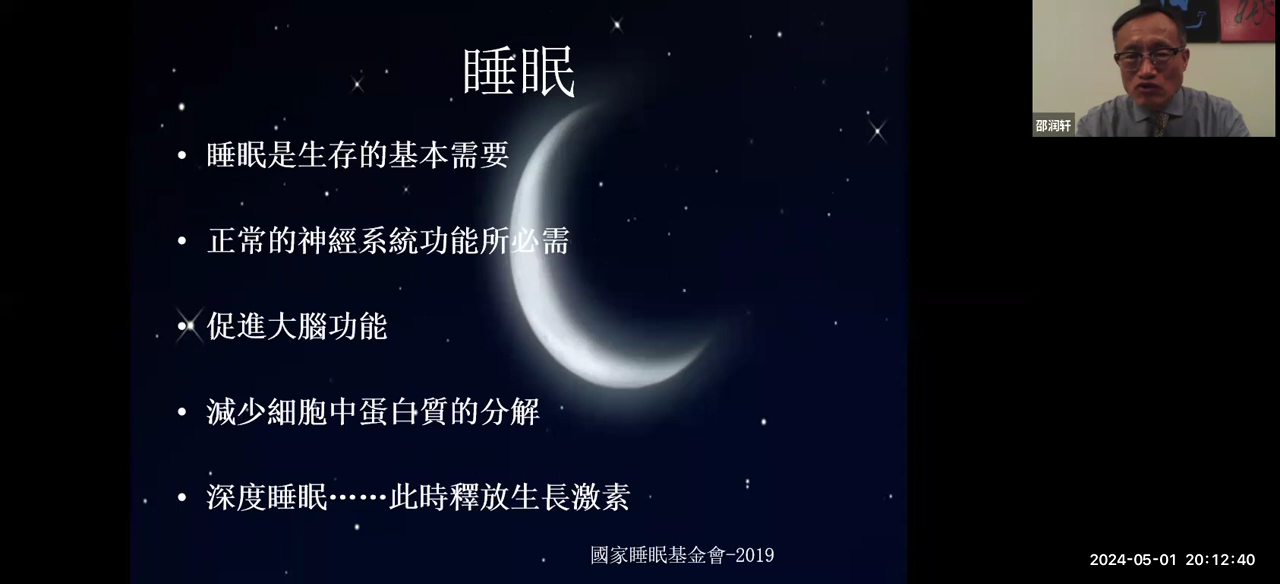 睡眠
• 睡眠是生存的基本需要
• 正常的神經系統功能所必需
• 促進大腦功能
• 減少細胞中蛋白質的分解
• 深度睡眠……此時釋放生長激素
國家睡眠基金會-2019
邵润轩
2024-05-01 20:12:40